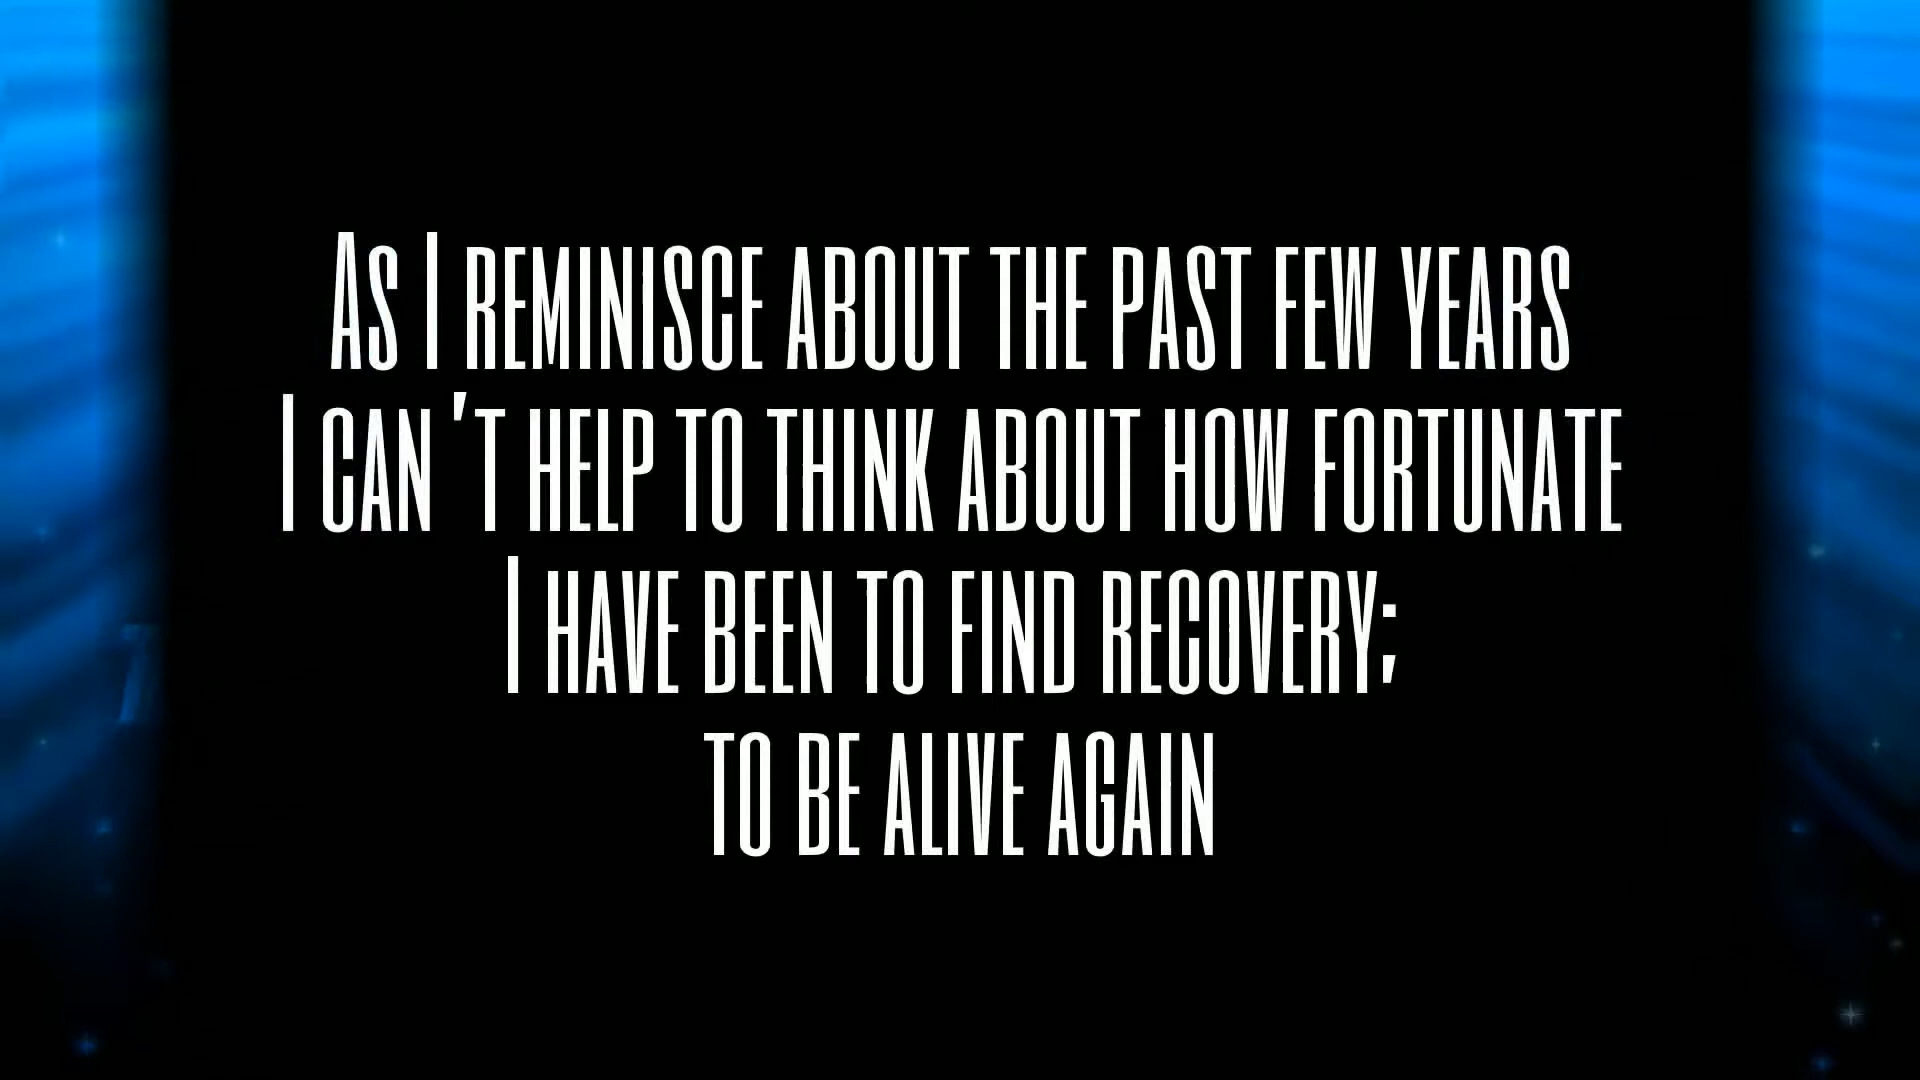 As I reminisce about the past few years
I can't help to think about how fortunate
I have been to find recovery;
to be alive again